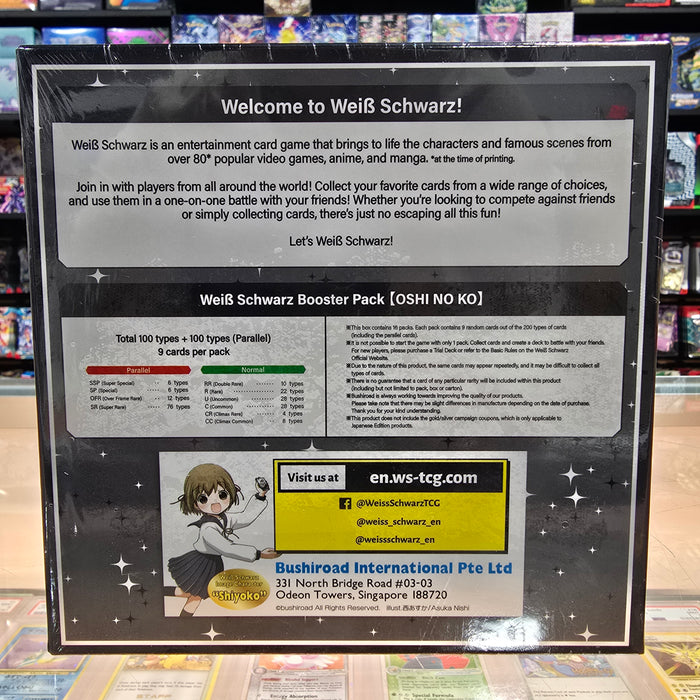 Welcome to Weiß Schwarz!
Weiß Schwarz is an entertainment card game that brings to life the characters and famous scenes from
over 80* popular video games, anime, and manga. *at the time of printing.
Join in with players from all around the world! Collect your favorite cards from a wide range of choices,
and use them in a one-on-one battle with your friends! Whether you're looking to compete against friends
or simply collecting cards, there's just no escaping all this fun!
Let's Weiß Schwarz!
Weiß Schwarz Booster Pack【OSHI NO KO】
Total 100 types + 100 types (Parallel)
9 cards per pack
Parallel
SSP (Super Special) ······ 6 types
SP (Special) ······ 6 types
OFR (Over Frame Rare) ··· 12 types
SR (Super Rare) ······ 76 types
Normal
RR (Double Rare) ······ 10 types
R (Rare) ······ 22 types
U (Uncommon) ······ 28 types
C (Common) ······ 28 types
CR (Climax Rare) ······ 4 types
CC (Climax Common) ··· 8 types
※This box contains 16 packs. Each pack contains 9 random cards out of the 200 types of cards
(including the parallel cards).
※It is not possible to start the game with only 1 pack. Collect cards and create a deck to battle with your friends.
For new players, please purchase a Trial Deck or refer to the Basic Rules on the Weiß Schwarz
Official Website.
※Due to the nature of this product, the same cards may appear repeatedly, and it may be difficult to collect all
types of cards.
※There is no guarantee that a card of any particular rarity will be included within this product
(including but not limited to pack, box or carton).
※Bushiroad is always working towards improving the quality of our products.
Please take note that there may be slight differences in manufacture depending on the date of purchase.
Thank you for your kind understanding.
※This product does not include the gold/silver campaign coupons, which is only applicable to
Japanese Edition products.
Visit us at en.ws-tcg.com
@WeissSchwarzTCG
@weiss_schwarz_en
@weissschwarz_en
Weiß Schwarz
Image Character
"Shiyoko"
Bushiroad International Pte Ltd
331 North Bridge Road #03-03
Odeon Towers, Singapore 188720
©bushiroad All Rights Reserved. illust.西あすか/Asuka Nishi
Energy Absorption